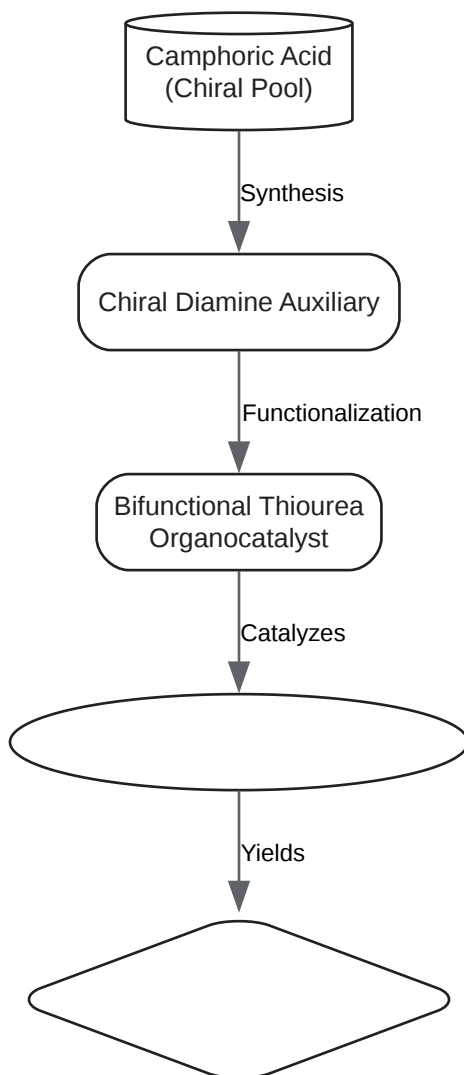 Camphoric Acid
(Chiral Pool)
Synthesis
Chiral Diamine Auxiliary
Functionalization
Bifunctional Thiourea
Organocatalyst
Catalyzes
Yields